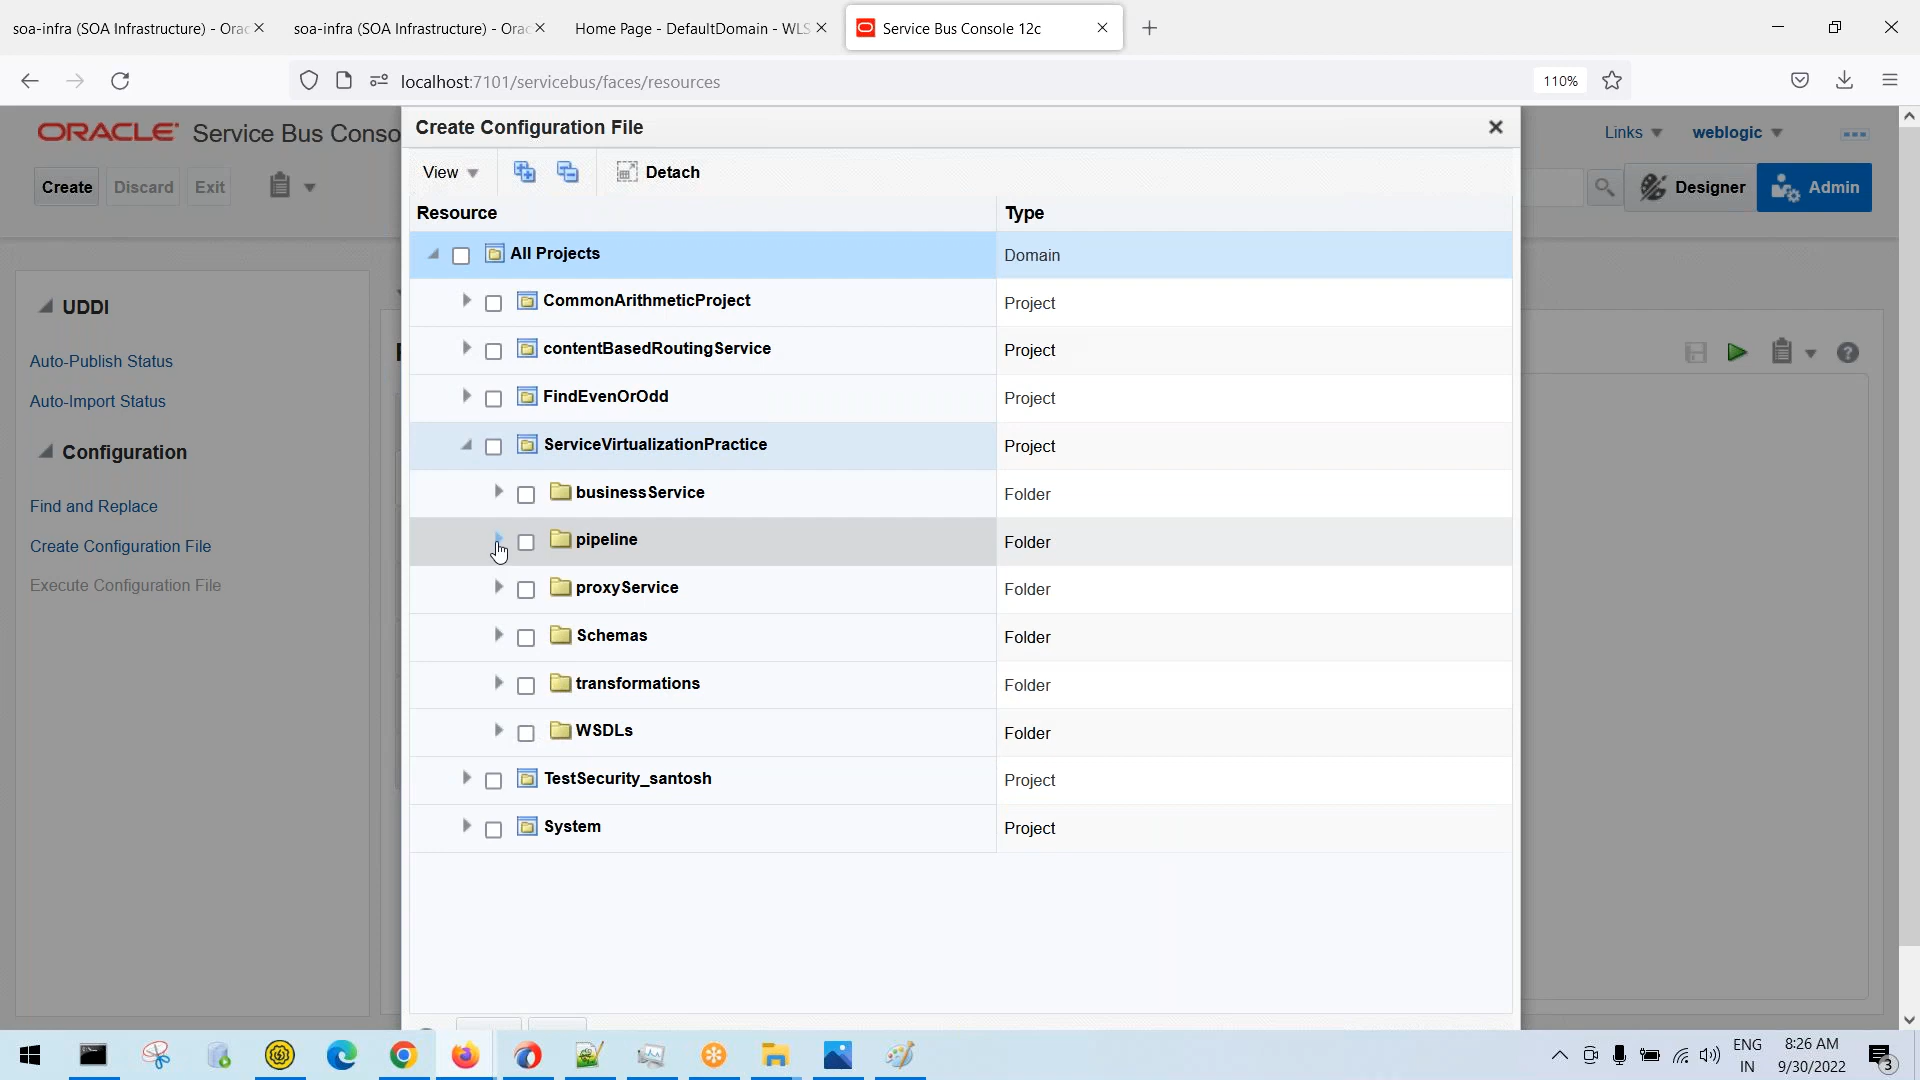 soa-infra (SOA Infrastructure) - Orac
soa-infra (SOA Infrastructure) - Orac
Home Page - DefaultDomain - WLS
Service Bus Console 12c
localhost:7101/servicebus/faces/resources
110%
ORACLE Service Bus Conso
Links
weblogic
Create
Discard
Exit
Designer
Admin
UDDI
Auto-Publish Status
Auto-Import Status
Configuration
Find and Replace
Create Configuration File
Execute Configuration File
Create Configuration File
View
Detach
Resource
Type
All Projects
Domain
CommonArithmeticProject
Project
contentBasedRoutingService
Project
FindEvenOrOdd
Project
ServiceVirtualizationPractice
Project
businessService
Folder
pipeline
Folder
proxyService
Folder
Schemas
Folder
transformations
Folder
WSDLs
Folder
TestSecurity_santosh
Project
System
Project
ENG
IN
8:26 AM
9/30/2022
3